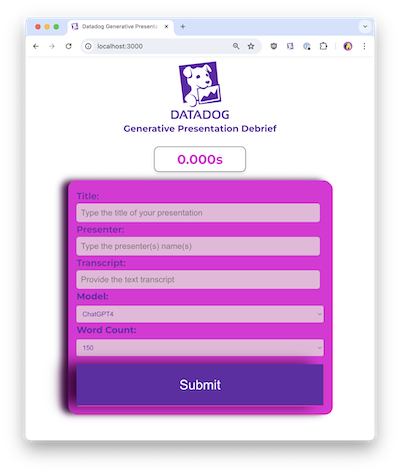 Datadog Generative Presenta
localhost:3000
DATADOG
Generative Presentation Debrief
0.000s
Title:
Type the title of your presentation
Presenter:
Type the presenter(s) name(s)
Transcript:
Provide the text transcript
Model:
ChatGPT4
Word Count:
150
Submit